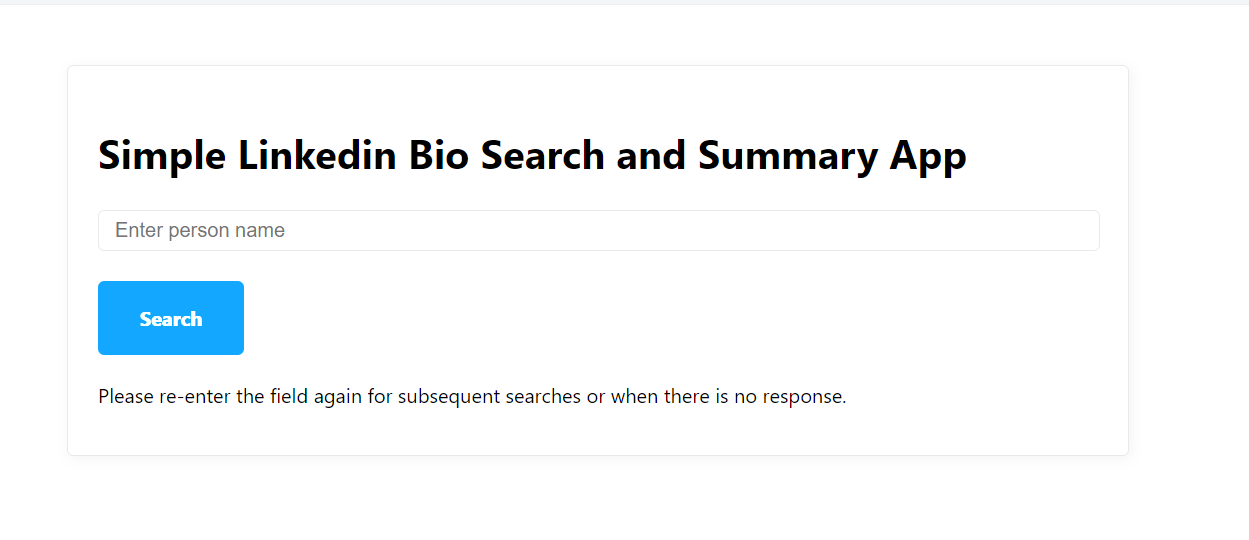 Simple Linkedin Bio Search and Summary App
Enter person name
Search
Please re-enter the field again for subsequent searches or when there is no response.